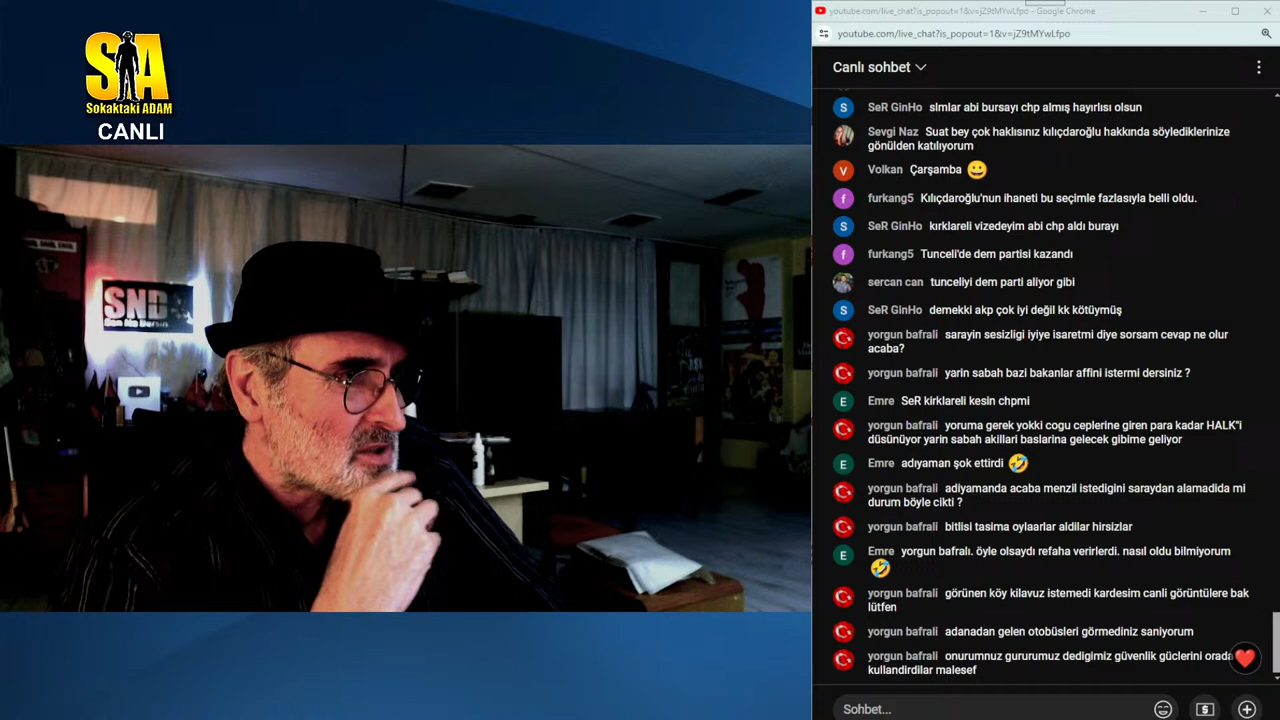 SA
Sokaktaki ADAM
CANLI
SND
Sen Ne Dersin
youtube.com/live_chat?is_popout=1&v=jZ9tMYwLfpo - Google Chrome
youtube.com/live_chat?is_popout=1&v=jZ9tMYwLfpo
Canlı sohbet
S SeR GinHo slmlar abi bursayı chp almış hayırlısı olsun
Sevgi Naz Suat bey çok haklısınız kılıçdaroğlu hakkında söylediklerinize
gönülden katılıyorum
V Volkan Çarşamba 😀
f furkang5 Kılıçdaroğlu'nun ihaneti bu seçimle fazlasıyla belli oldu.
S SeR GinHo kırklareli vizedeyim abi chp aldı burayı
f furkang5 Tunceli'de dem partisi kazandı
sercan can tunceliyi dem parti aliyor gibi
S SeR GinHo demekki akp çok iyi değil kk kötüymüş
yorgun bafrali sarayin sesizligi iyiye isaretmi diye sorsam cevap ne olur
acaba?
yorgun bafrali yarin sabah bazi bakanlar affini istermi dersiniz ?
E Emre SeR kirklareli kesin chpmi
yorgun bafrali yoruma gerek yokki cogu ceplerine giren para kadar HALK"i
düsünüyor yarin sabah akillari baslarina gelecek gibime geliyor
E Emre adıyaman şok ettirdi 🤣
yorgun bafrali adiyamanda acaba menzil istedigini saraydan alamadida mi
durum böyle cikti ?
yorgun bafrali bitlisi tasima oylaarlar aldilar hirsizlar
E Emre yorgun bafralı. öyle olsaydı refaha verirlerdi. nasıl oldu bilmiyorum
🤣
yorgun bafrali görünen köy kilavuz istemedi kardesim canli görüntülere bak
lütfen
yorgun bafrali adanadan gelen otobüsleri görmediniz saniyorum
yorgun bafrali onurumnuz gururumuz dedigimiz güvenlik güclerini orada
kullandirdilar malesef
Sohbet...